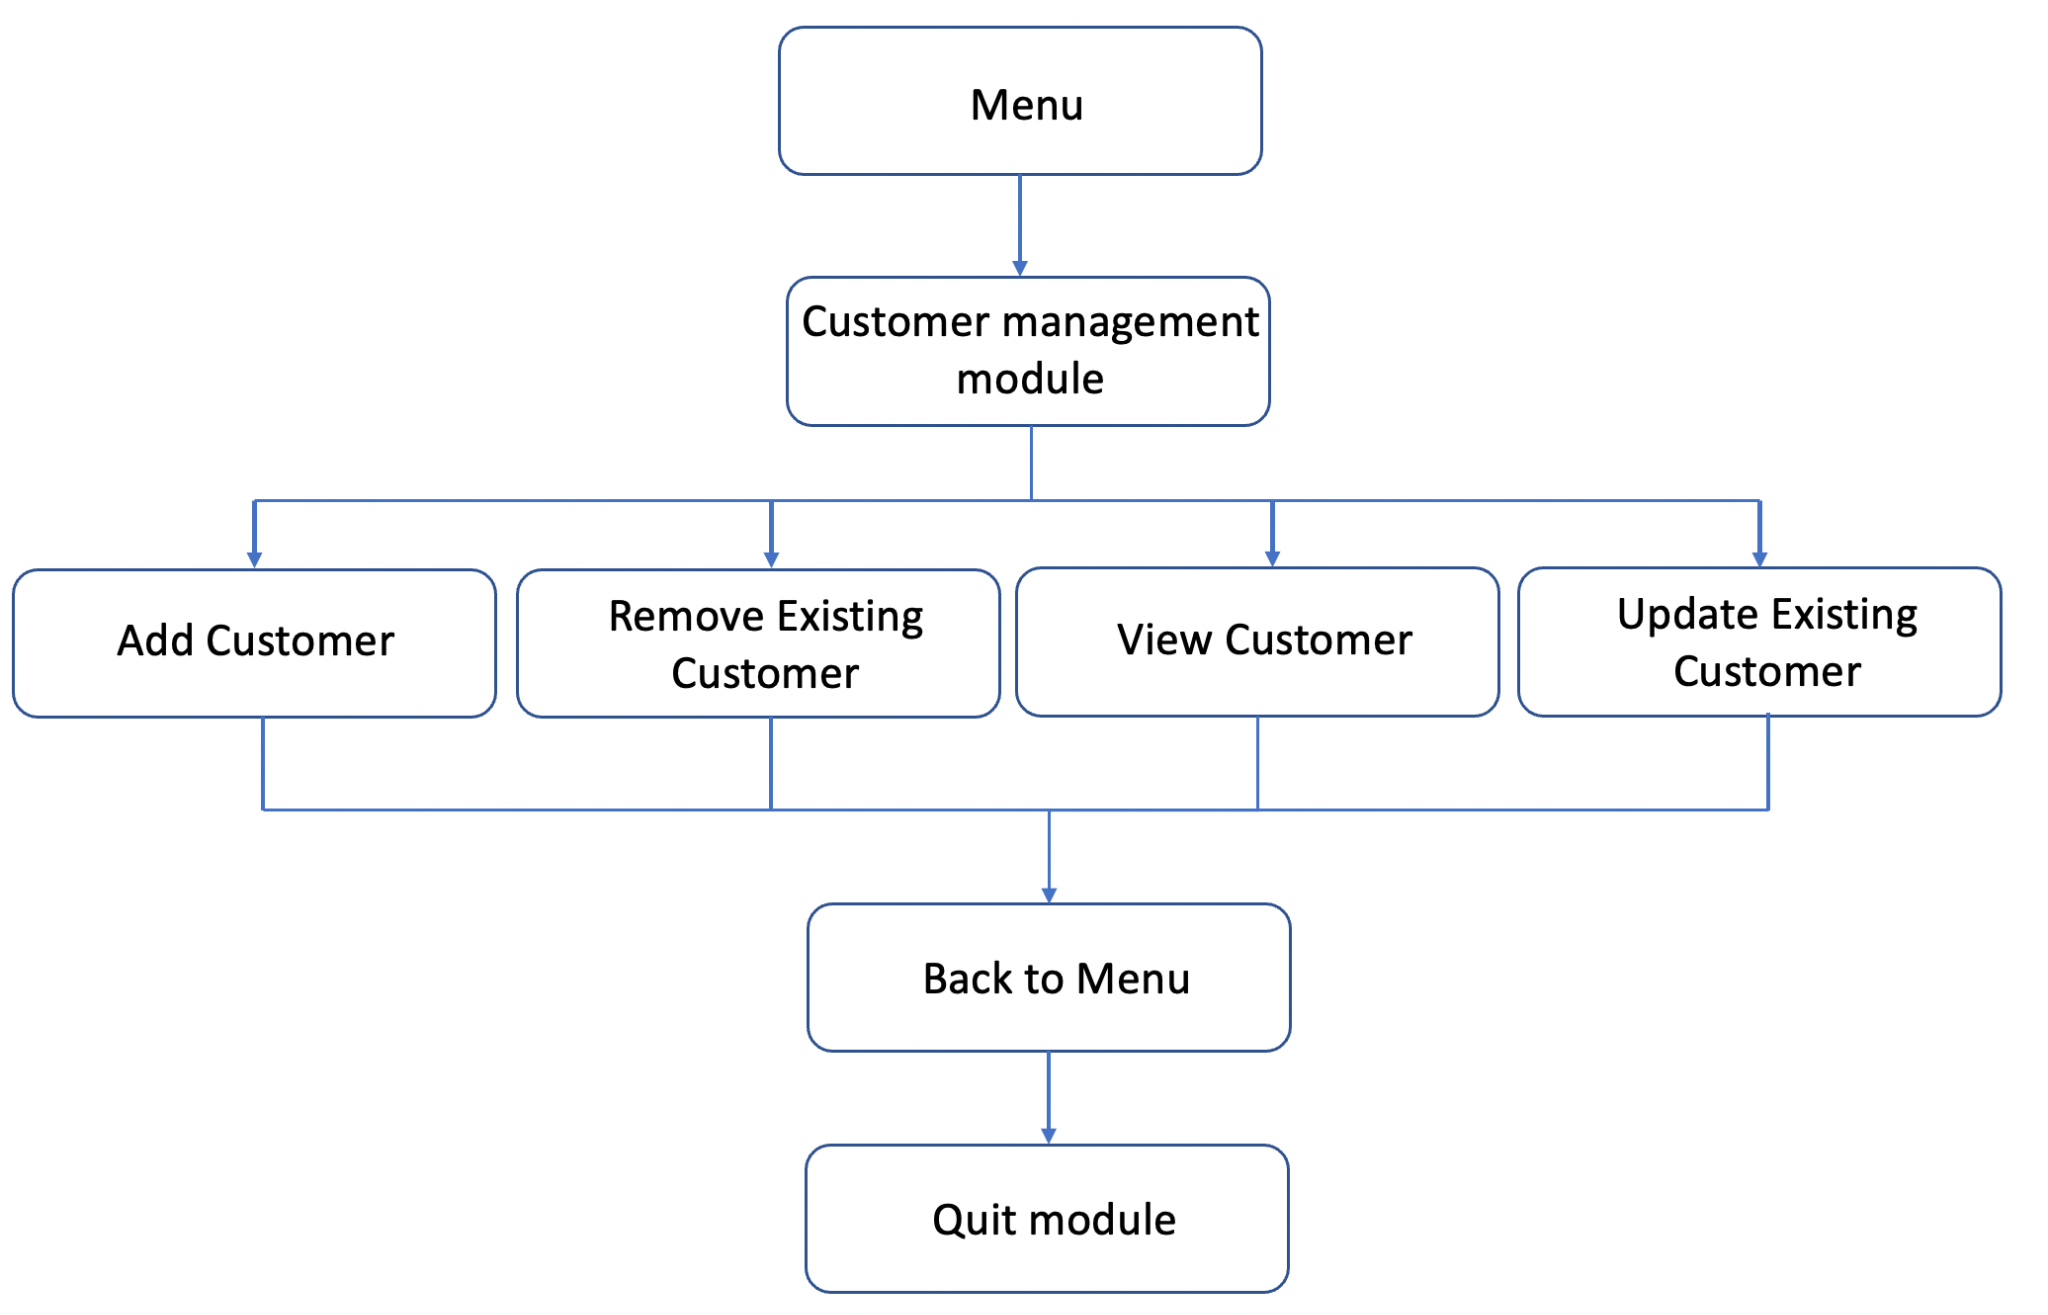 Menu
Customer management
module
Add Customer
Remove Existing
Customer
View Customer
Update Existing
Customer
Back to Menu
Quit module